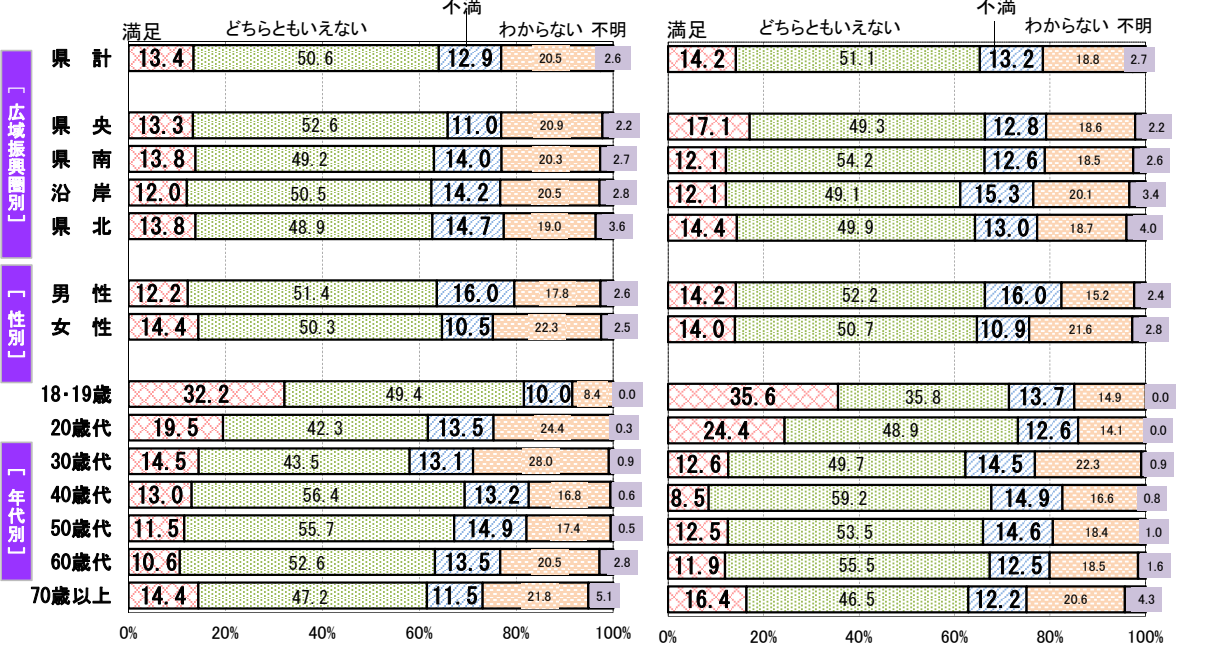 不満 不満
満足 どちらともいえない わからない 不明 満足 どちらともいえない わからない 不明
県 計 13.4 50.6 12.9 20.5 2.6 14.2 51.1 13.2 18.8 2.7
[広域振興圏別]
県 央 13.3 52.6 11.0 20.9 2.2 17.1 49.3 12.8 18.6 2.2
県 南 13.8 49.2 14.0 20.3 2.7 12.1 54.2 12.6 18.5 2.6
沿 岸 12.0 50.5 14.2 20.5 2.8 12.1 49.1 15.3 20.1 3.4
県 北 13.8 48.9 14.7 19.0 3.6 14.4 49.9 13.0 18.7 4.0
[性別]
男 性 12.2 51.4 16.0 17.8 2.6 14.2 52.2 16.0 15.2 2.4
女 性 14.4 50.3 10.5 22.3 2.5 14.0 50.7 10.9 21.6 2.8
18・19歳 32.2 49.4 10.0 8.4 0.0 35.6 35.8 13.7 14.9 0.0
20歳代 19.5 42.3 13.5 24.4 0.3 24.4 48.9 12.6 14.1 0.0
[年代別]
30歳代 14.5 43.5 13.1 28.0 0.9 12.6 49.7 14.5 22.3 0.9
40歳代 13.0 56.4 13.2 16.8 0.6 8.5 59.2 14.9 16.6 0.8
50歳代 11.5 55.7 14.9 17.4 0.5 12.5 53.5 14.6 18.4 1.0
60歳代 10.6 52.6 13.5 20.5 2.8 11.9 55.5 12.5 18.5 1.6
70歳以上 14.4 47.2 11.5 21.8 5.1 16.4 46.5 12.2 20.6 4.3
0% 20% 40% 60% 80% 100% 0% 20% 40% 60% 80% 100%